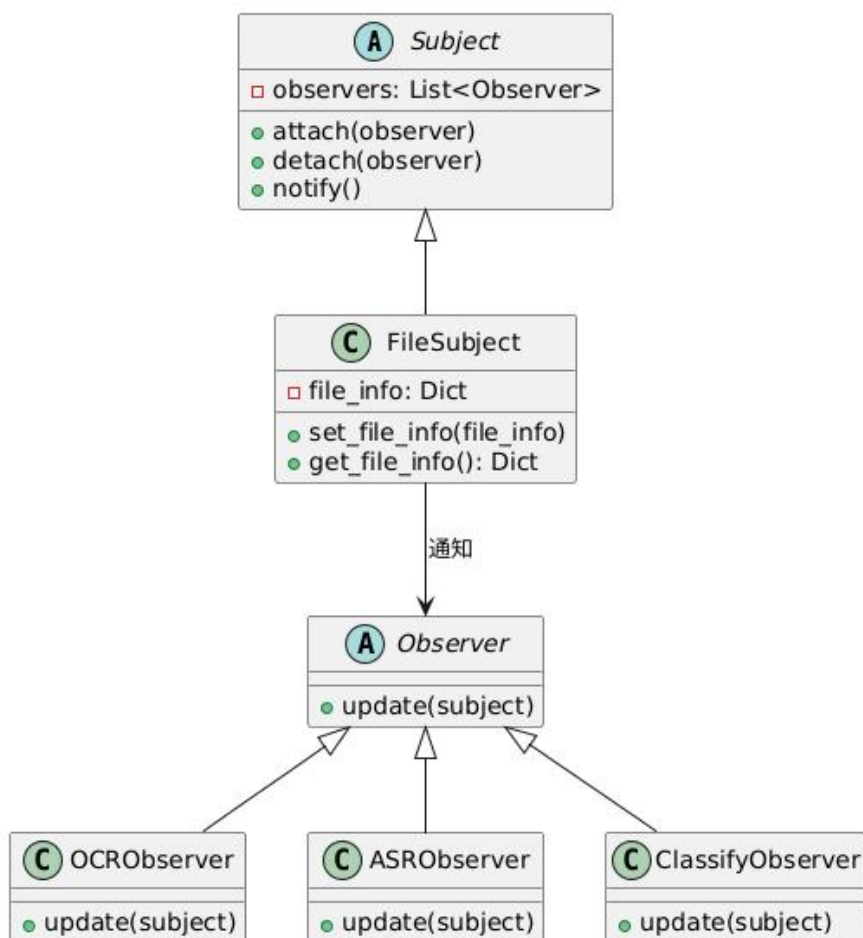 A Subject
observers: List<Observer>
attach(observer)
detach(observer)
notify()
C FileSubject
file_info: Dict
set_file_info(file_info)
get_file_info(): Dict
通知
A Observer
update(subject)
C OCRObserver
C ASRObserver
C ClassifyObserver
update(subject)
update(subject)
update(subject)